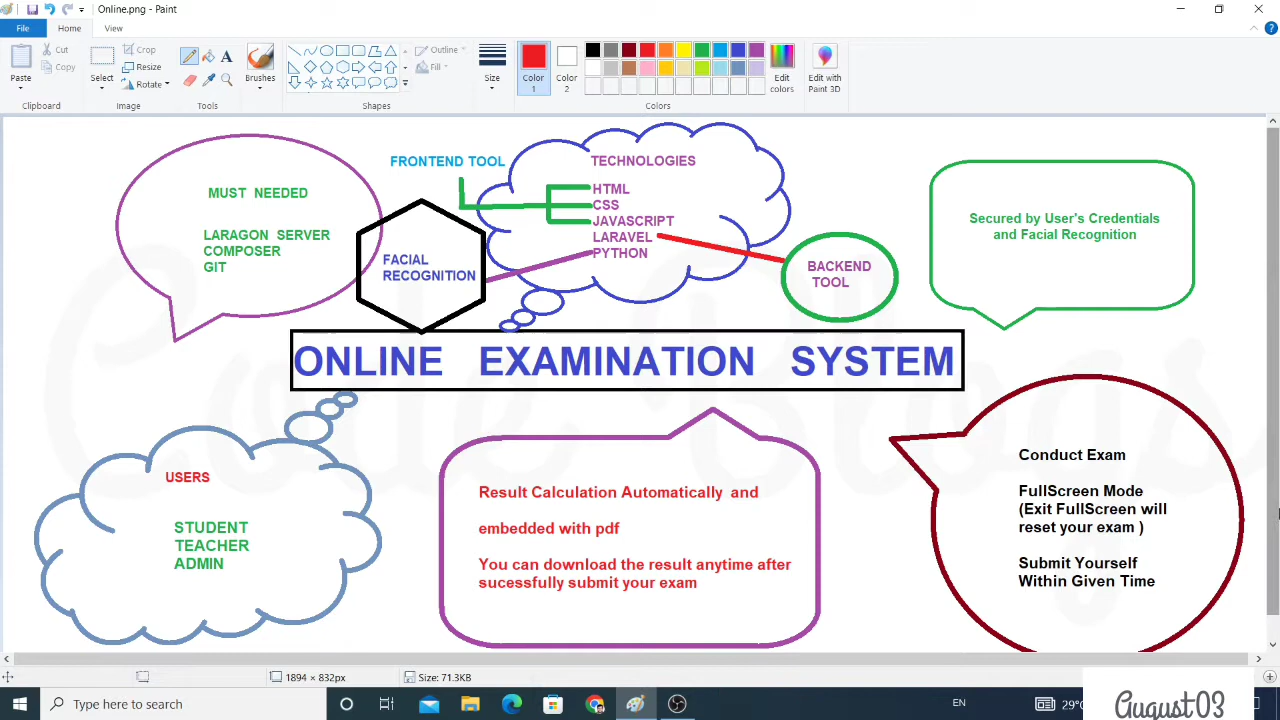 Online.png - Paint
File
Home
View
Paste
Cut
Copy
Clipboard
Select
Crop
Resize
Rotate
Image
Tools
Brushes
Shapes
Outline
Fill
Size
Color 1
Color 2
Colors
Edit colors
Edit with Paint 3D
MUST NEEDED
LARAGON SERVER
COMPOSER
GIT
FRONTEND TOOL
FACIAL
RECOGNITION
TECHNOLOGIES
HTML
CSS
JAVASCRIPT
LARAVEL
PYTHON
BACKEND
TOOL
Secured by User's Credentials
and Facial Recognition
ONLINE EXAMINATION SYSTEM
Code Blogs
USERS
STUDENT
TEACHER
ADMIN
Result Calculation Automatically and
embedded with pdf
You can download the result anytime after
sucessfully submit your exam
Conduct Exam
FullScreen Mode
(Exit FullScreen will
reset your exam )
Submit Yourself
Within Given Time
1894 × 832px
Size: 71.3KB
Type here to search
EN
29°
August03